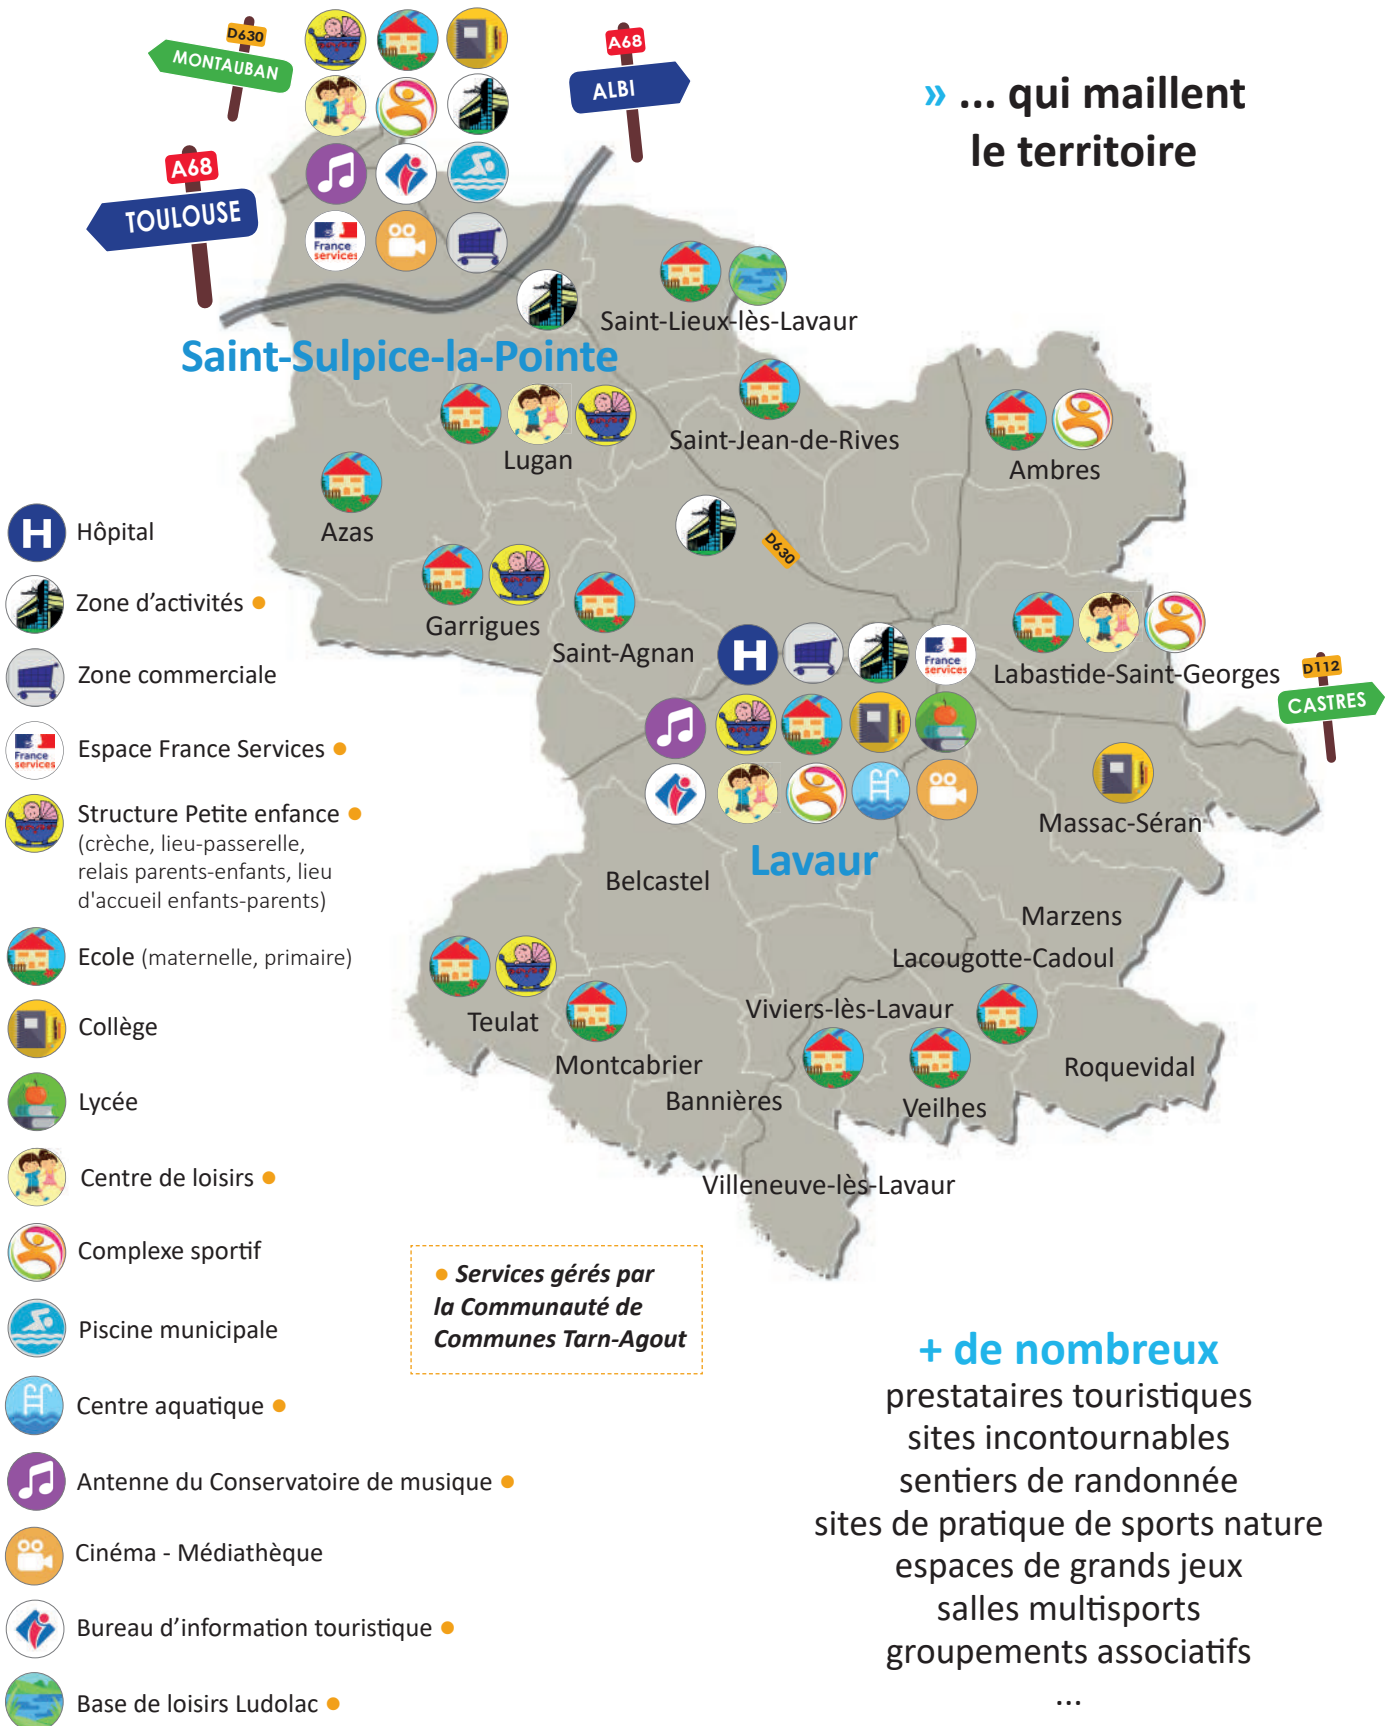 D630
MONTAUBAN
A68
ALBI
A68
TOULOUSE
» ... qui maillent
le territoire
France
services
Saint-Lieux-lès-Lavaur
Saint-Sulpice-la-Pointe
Saint-Jean-de-Rives
Lugan
Ambres
Azas
D630
Garrigues
Saint-Agnan
H
France
services
Labastide-Saint-Georges
D112
CASTRES
Massac-Séran
Lavaur
Belcastel
Marzens
Lacougotte-Cadoul
Viviers-lès-Lavaur
Teulat
Montcabrier
Roquevidal
Bannières
Veilhes
Villeneuve-lès-Lavaur
H Hôpital
Zone d’activités ●
Zone commerciale
France
services
Espace France Services ●
Structure Petite enfance ●
(crèche, lieu-passerelle,
relais parents-enfants, lieu
d'accueil enfants-parents)
Ecole (maternelle, primaire)
Collège
Lycée
Centre de loisirs ●
Complexe sportif
Piscine municipale
Centre aquatique ●
Antenne du Conservatoire de musique ●
Cinéma - Médiathèque
Bureau d’information touristique ●
Base de loisirs Ludolac ●
● Services gérés par
la Communauté de
Communes Tarn-Agout
+ de nombreux
prestataires touristiques
sites incontournables
sentiers de randonnée
sites de pratique de sports nature
espaces de grands jeux
salles multisports
groupements associatifs
...